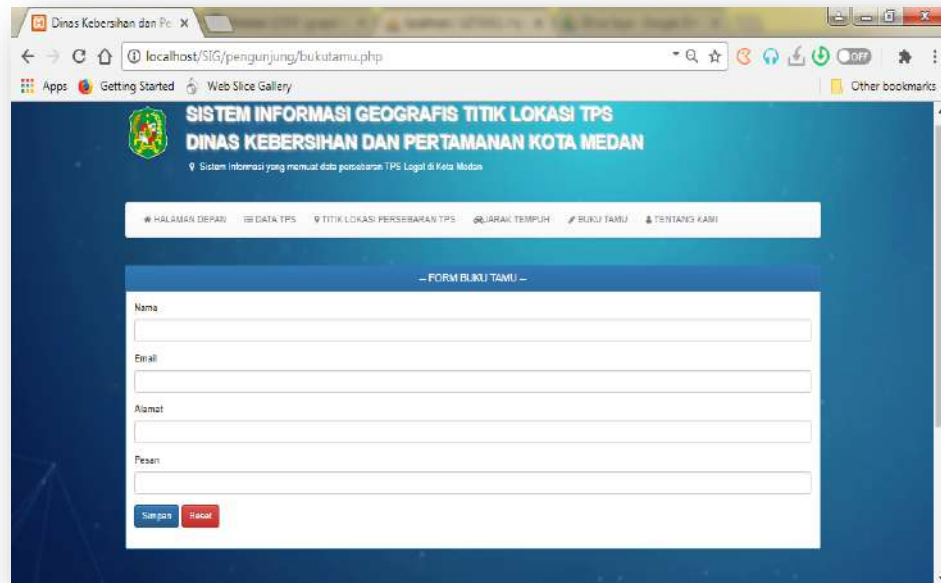 Dinas Kebersihan dan Pe
localhost/SIG/pengunjung/bukutamu.php
OFF
Apps Getting Started Web Slice Gallery Other bookmarks
SISTEM INFORMASI GEOGRAFIS TITIK LOKASI TPS
DINAS KEBERSIHAN DAN PERTAMANAN KOTA MEDAN
Sistem Informasi yang memuat data persebaran TPS Legal di Kota Medan
HALAMAN DEPAN DATA TPS TITIK LOKASI PERSEBARAN TPS JARAK TEMPUH BUKU TAMU TENTANG KAMI
-- FORM BUKU TAMU --
Nama
Email
Alamat
Pesan
Simpan Reset